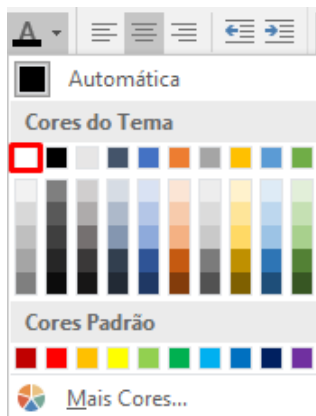 A
Automática
Cores do Tema
Cores Padrão
Mais Cores...